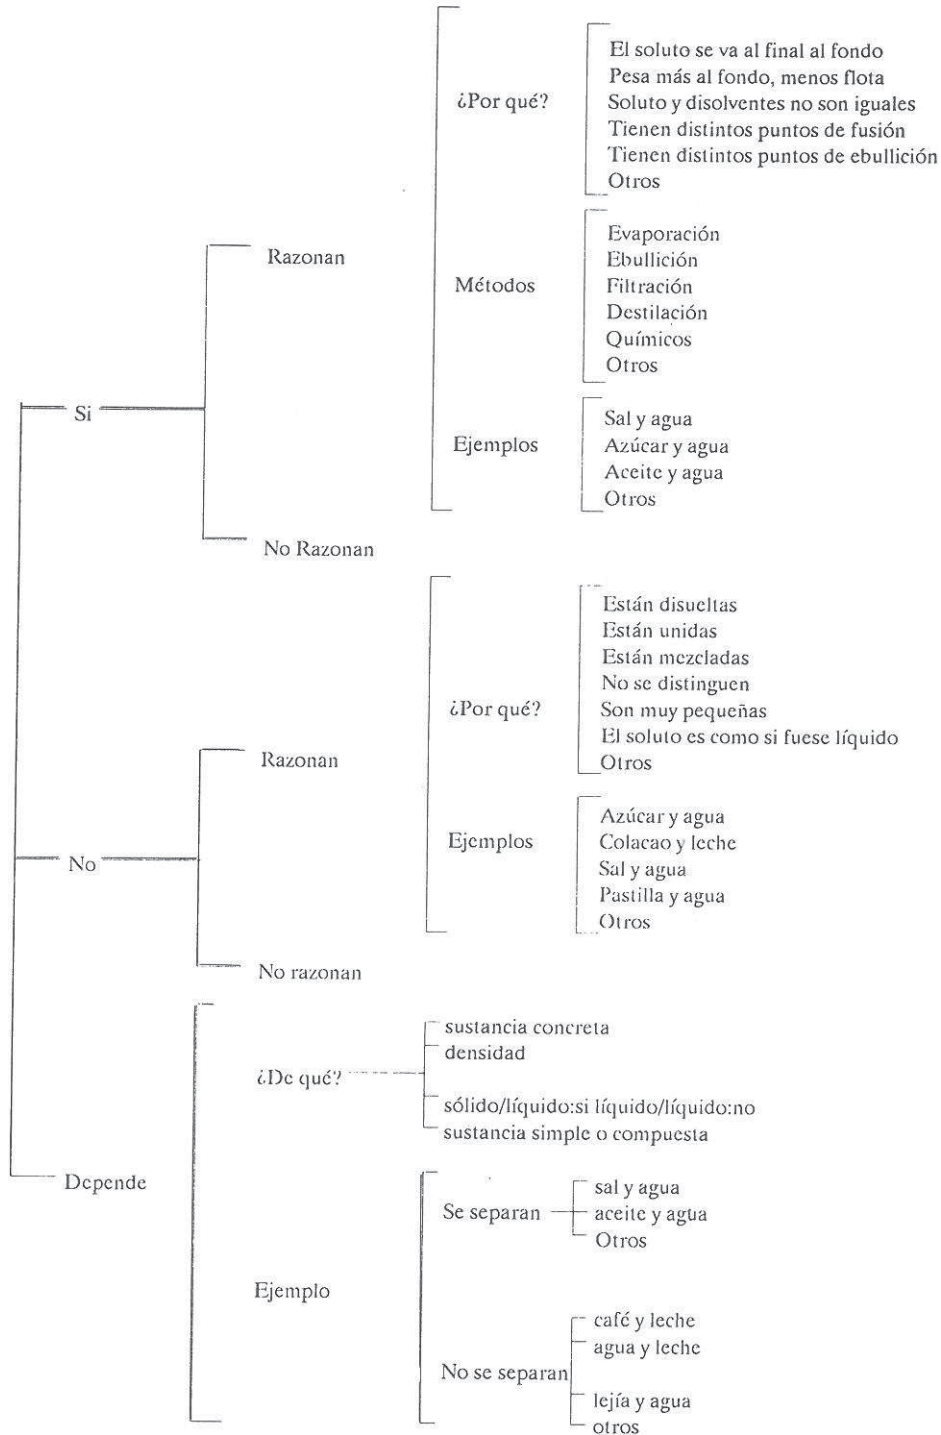 ¿Por qué?
El soluto se va al final al fondo
Pesa más al fondo, menos flota
Soluto y disolventes no son iguales
Tienen distintos puntos de fusión
Tienen distintos puntos de ebullición
Otros
Razonan
Métodos
Evaporación
Ebullición
Filtración
Destilación
Químicos
Otros
Si
Ejemplos
Sal y agua
Azúcar y agua
Aceite y agua
Otros
No Razonan
¿Por qué?
Están disueltas
Están unidas
Están mezcladas
No se distinguen
Son muy pequeñas
El soluto es como si fuese líquido
Otros
Razonan
Ejemplos
Azúcar y agua
Colacao y leche
Sal y agua
Pastilla y agua
Otros
No
No razonan
¿De qué?
sustancia concreta
densidad
sólido/líquido:si líquido/líquido:no
sustancia simple o compuesta
Depende
Se separan
sal y agua
aceite y agua
Otros
Ejemplo
No se separan
café y leche
agua y leche
lejía y agua
otros